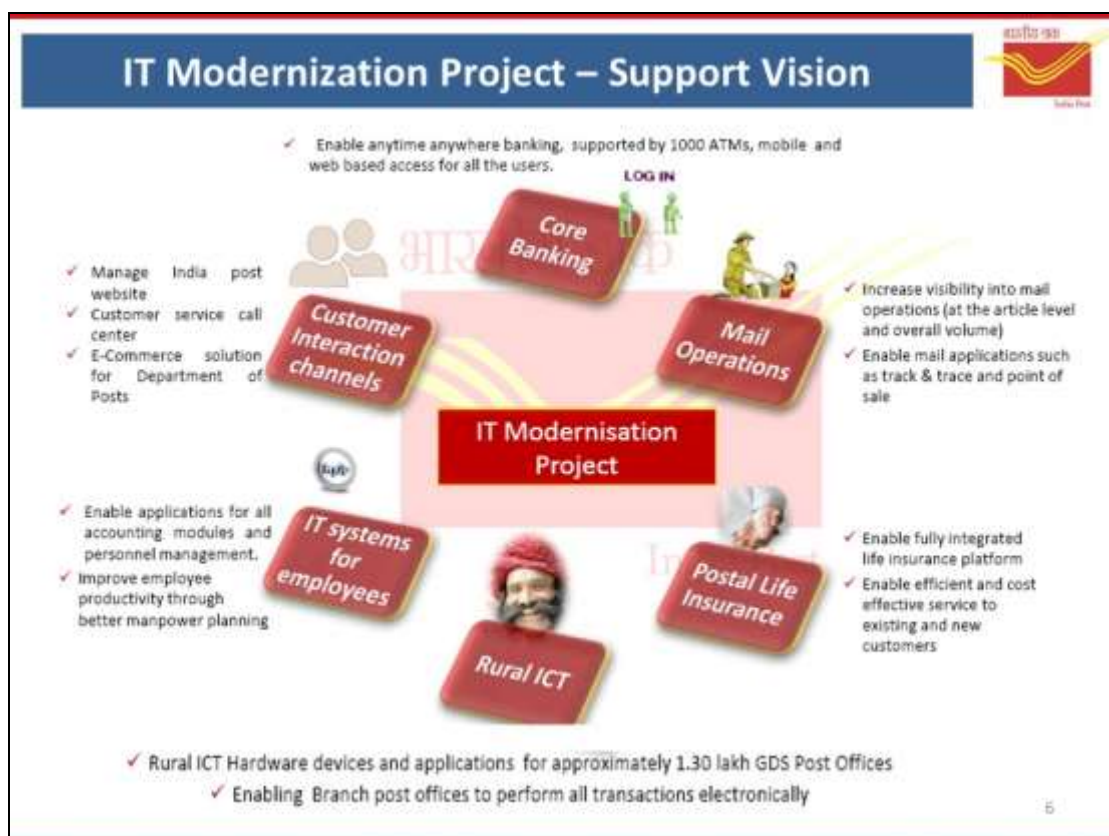 IT Modernization Project – Support Vision
भारतीय डाक
India Post
✓ Enable anytime anywhere banking, supported by 1000 ATMs, mobile and
web based access for all the users.
LOG IN
Core
Banking
✓ Manage India post
website
✓ Customer service call
center
✓ E-Commerce solution
for Department of
Posts
Customer
Interaction
channels
Mail
Operations
✓ Increase visibility into mail
operations (at the article level
and overall volume)
✓ Enable mail applications such
as track & trace and point of
sale
IT Modernisation
Project
✓ Enable applications for all
accounting modules and
personnel management.
✓ Improve employee
productivity through
better manpower planning
IT systems
for
employees
Rural ICT
Postal Life
Insurance
✓ Enable fully integrated
life insurance platform
✓ Enable efficient and cost
effective service to
existing and new
customers
✓ Rural ICT Hardware devices and applications for approximately 1.30 lakh GDS Post Offices
✓ Enabling Branch post offices to perform all transactions electronically
6